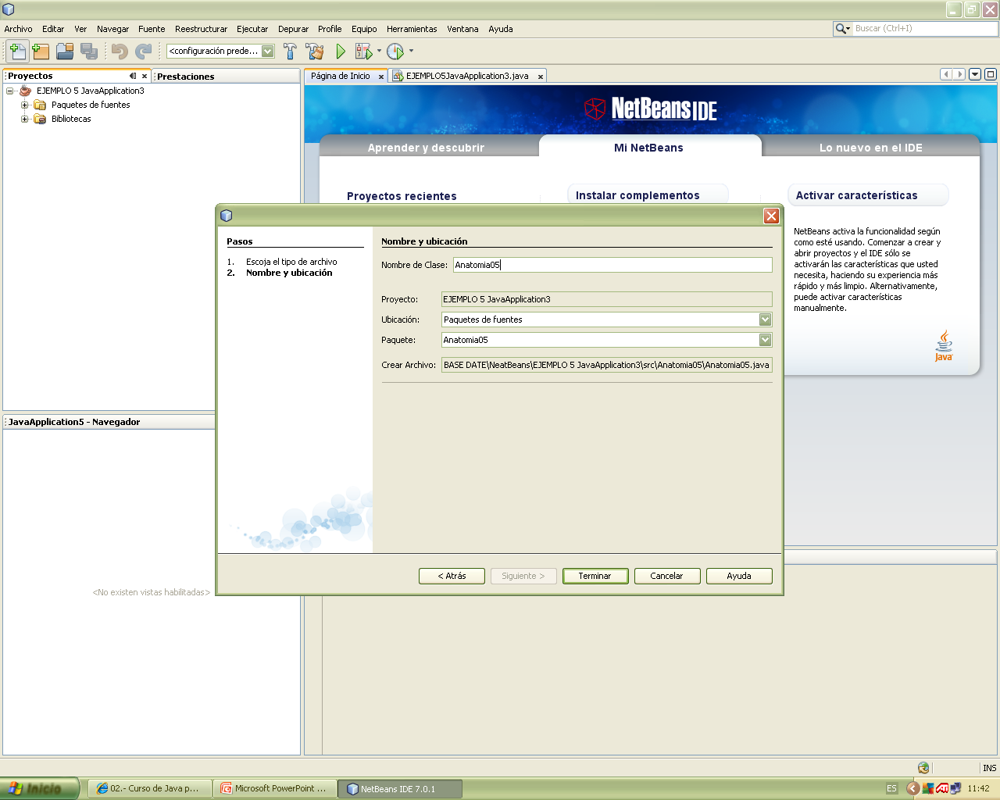 Archivo Editar Ver Navegar Fuente Reestructurar Ejecutar Depurar Profile Equipo Herramientas Ventana Ayuda
Buscar (Ctrl+I)
<configuración prede...
Proyectos
Prestaciones
EJEMPLO 5 JavaApplication3
Paquetes de fuentes
Bibliotecas
Página de Inicio
EJEMPLO5JavaApplication3.java
NetBeans IDE
Aprender y descubrir
Mi NetBeans
Lo nuevo en el IDE
Proyectos recientes
Instalar complementos
Activar características
NetBeans activa la funcionalidad según
como esté usando. Comenzar a crear y
abrir proyectos y el IDE sólo se
activarán las características que usted
necesita, haciendo su experiencia más
rápido y más limpio. Alternativamente,
puede activar características
manualmente.
Java
Pasos
1. Escoja el tipo de archivo
2. Nombre y ubicación
Nombre y ubicación
Nombre de Clase: Anatomia05
Proyecto: EJEMPLO 5 JavaApplication3
Ubicación: Paquetes de fuentes
Paquete: Anatomia05
Crear Archivo: BASE DATE\NeatBeans\EJEMPLO 5 JavaApplication3\src\Anatomia05\Anatomia05.java
< Atrás
Siguiente >
Terminar
Cancelar
Ayuda
JavaApplication5 - Navegador
<No existen vistas habilitadas>
INS
Inicio
02.- Curso de Java p...
Microsoft PowerPoint ...
NetBeans IDE 7.0.1
ES
11:42